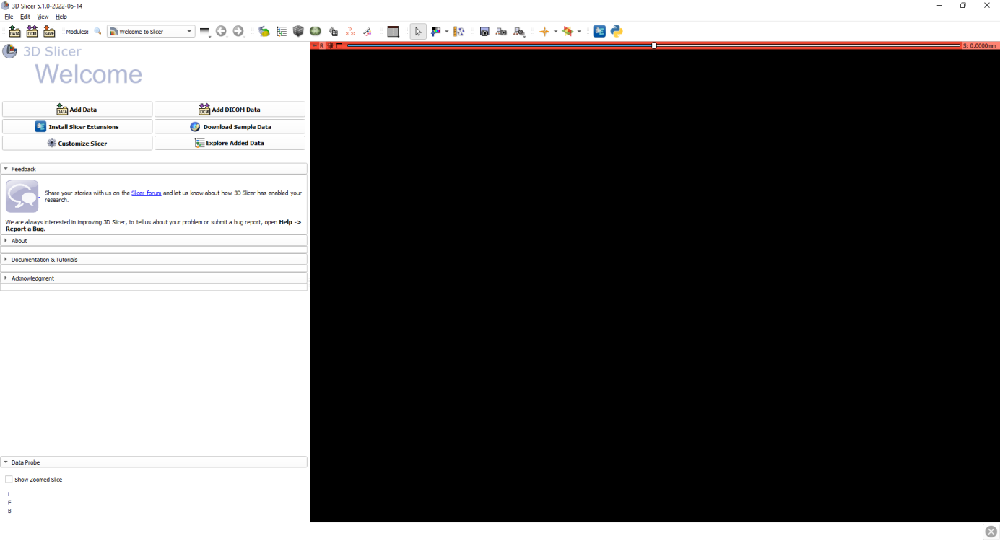 3D Slicer 5.1.0-2022-06-14
File Edit View Help
DATA DCM SAVE Modules: Welcome to Slicer
3D Slicer
Welcome
R S: 0.0000mm
DATA Add Data DCM Add DICOM Data
Install Slicer Extensions Download Sample Data
Customize Slicer Explore Added Data
Feedback
Share your stories with us on the Slicer forum and let us know about how 3D Slicer has enabled your
research.
We are always interested in improving 3D Slicer, to tell us about your problem or submit a bug report, open Help ->
Report a Bug.
About
Documentation & Tutorials
Acknowledgment
Data Probe
Show Zoomed Slice
L
F
B